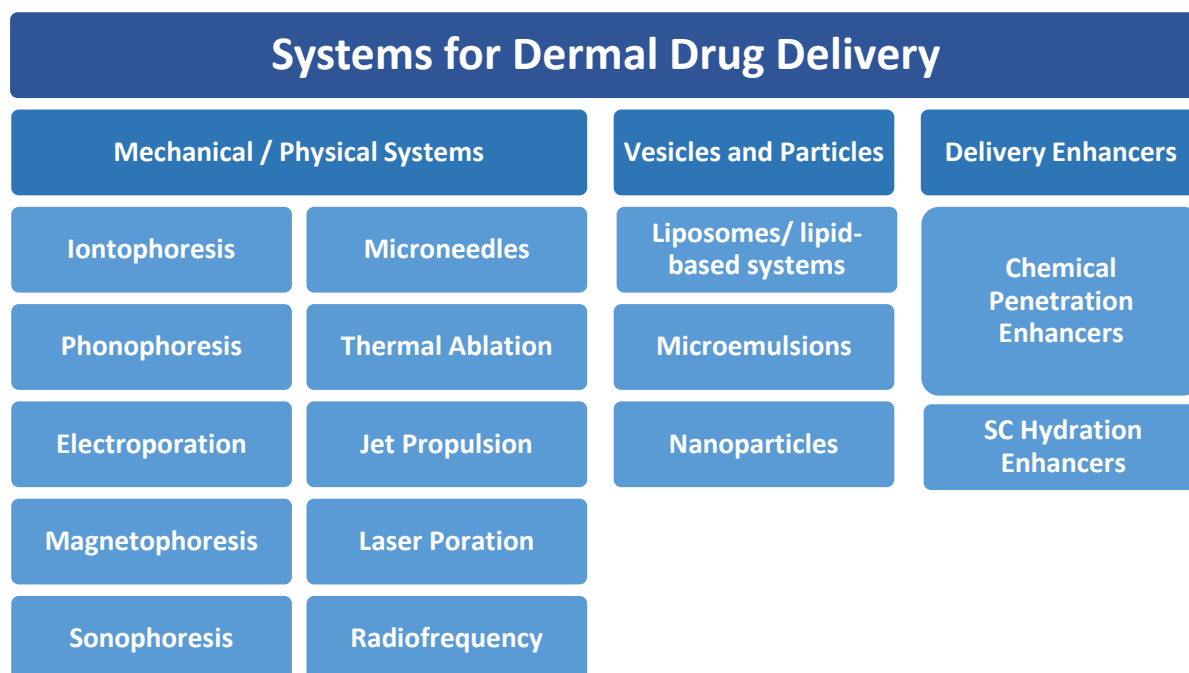 Systems for Dermal Drug Delivery
Mechanical / Physical Systems
Iontophoresis
Microneedles
Phonophoresis
Thermal Ablation
Electroporation
Jet Propulsion
Magnetophoresis
Laser Poration
Sonophoresis
Radiofrequency
Vesicles and Particles
Liposomes/ lipid-
based systems
Microemulsions
Nanoparticles
Delivery Enhancers
Chemical
Penetration
Enhancers
SC Hydration
Enhancers